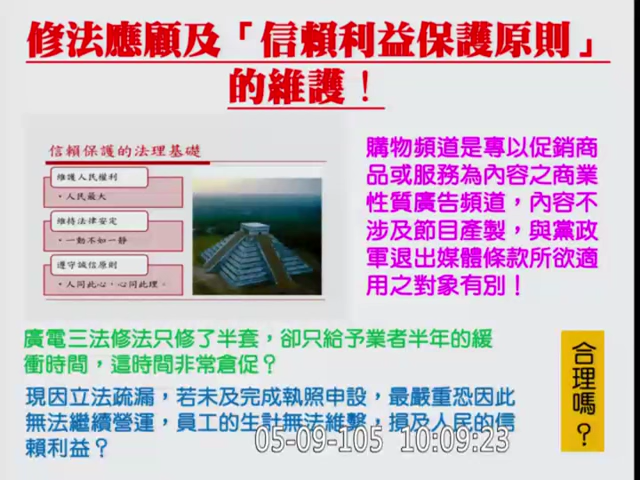 修法應顧及「信賴利益保護原則」
的維護！
信賴保護的法理基礎
維護人民權利
・人民最大
維持法律安定
・一動不如一靜
遵守誠信原則
・人同此心，心同此理。
購物頻道是專以促銷商
品或服務為內容之商業
性質廣告頻道，內容不
涉及節目產製，與黨政
軍退出媒體條款所欲適
用之對象有別！
廣電三法修法只修了半套，卻只給予業者半年的緩
衝時間，這時間非常倉促？
現因立法疏漏，若未及完成執照申設，最嚴重恐因此
無法繼續營運，員工的生計無法維繫，損及人民的信
賴利益？
合理嗎？
05-09-105 10:09:23